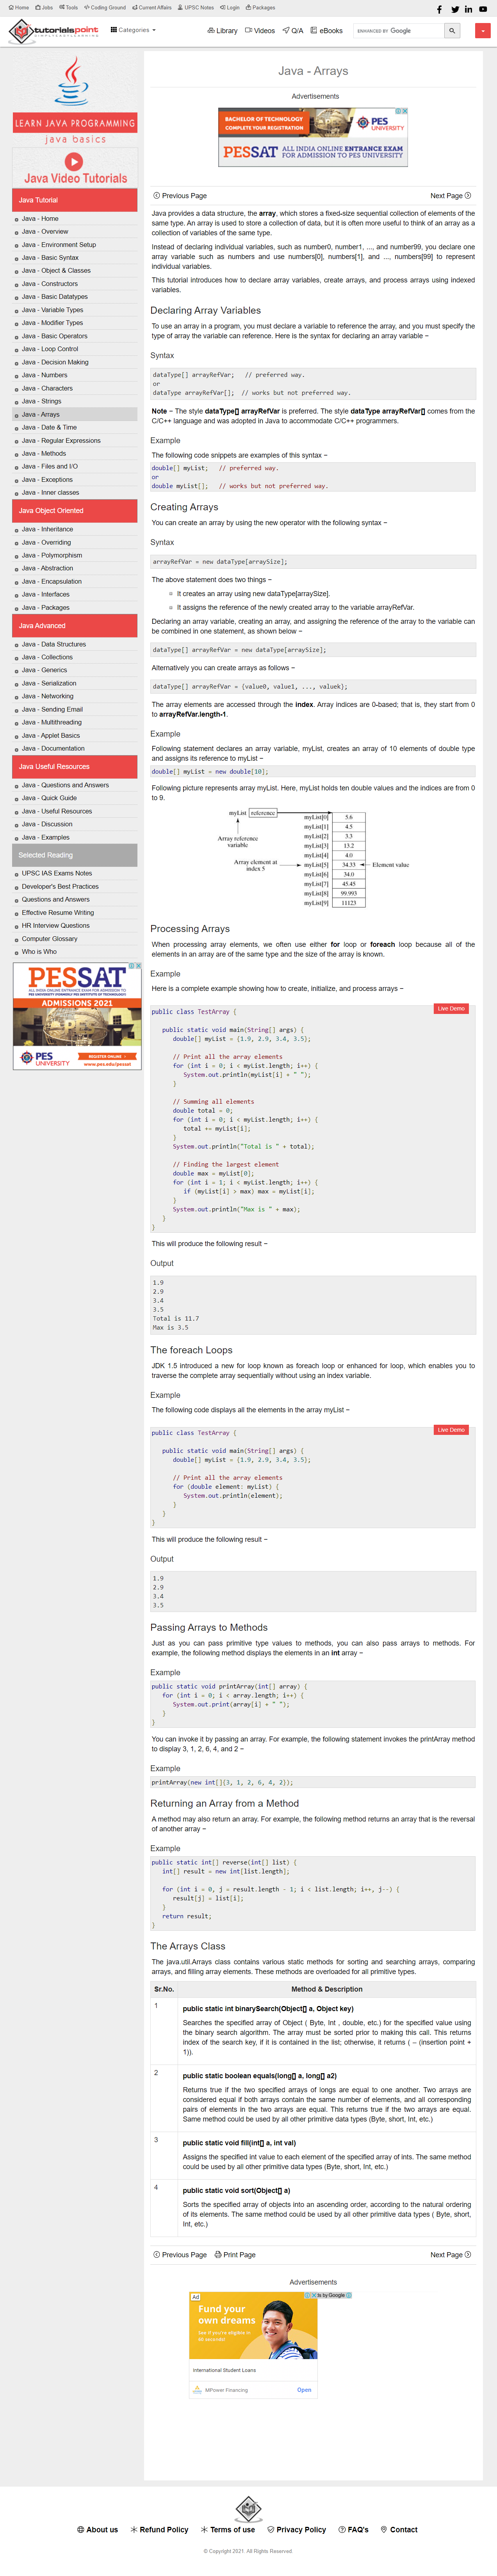 Home Jobs Tools Coding Ground Current Affairs UPSC Notes Login Packages
tutorialspoint
SIMPLYEASYLEARNING
Categories
Library Videos Q/A eBooks
ENHANCED BY Google
LEARN JAVA PROGRAMMING
java basics
Java Video Tutorials
Java Tutorial
Java - Home
Java - Overview
Java - Environment Setup
Java - Basic Syntax
Java - Object & Classes
Java - Constructors
Java - Basic Datatypes
Java - Variable Types
Java - Modifier Types
Java - Basic Operators
Java - Loop Control
Java - Decision Making
Java - Numbers
Java - Characters
Java - Strings
Java - Arrays
Java - Date & Time
Java - Regular Expressions
Java - Methods
Java - Files and I/O
Java - Exceptions
Java - Inner classes
Java Object Oriented
Java - Inheritance
Java - Overriding
Java - Polymorphism
Java - Abstraction
Java - Encapsulation
Java - Interfaces
Java - Packages
Java Advanced
Java - Data Structures
Java - Collections
Java - Generics
Java - Serialization
Java - Networking
Java - Sending Email
Java - Multithreading
Java - Applet Basics
Java - Documentation
Java Useful Resources
Java - Questions and Answers
Java - Quick Guide
Java - Useful Resources
Java - Discussion
Java - Examples
Selected Reading
UPSC IAS Exams Notes
Developer's Best Practices
Questions and Answers
Effective Resume Writing
HR Interview Questions
Computer Glossary
Who is Who
PESSAT
ALL INDIA ONLINE ENTRANCE EXAM
ADMISSIONS 2021
PES UNIVERSITY
REGISTER ONLINE
www.pes.edu/pessat
Java - Arrays
Advertisements
BACHELOR OF TECHNOLOGY
COMPLETE REGISTRATION
PES UNIVERSITY
PESSAT ALL INDIA ONLINE ENTRANCE EXAM
FOR ADMISSION TO PES UNIVERSITY
Previous Page Next Page
Java provides a data structure, the array, which stores a fixed-size sequential collection of elements of the
same type. An array is used to store a collection of data, but it is often more useful to think of an array as a
collection of variables of the same type.
Instead of declaring individual variables, such as number0, number1, ..., and number99, you declare one
array variable such as numbers and use numbers[0], numbers[1], and ..., numbers[99] to represent
individual variables.
This tutorial introduces how to declare array variables, create arrays, and process arrays using indexed
variables.
Declaring Array Variables
To use an array in a program, you must declare a variable to reference the array, and you must specify the
type of array the variable can reference. Here is the syntax for declaring an array variable −
Syntax
dataType[] arrayRefVar;   // preferred way.
or
dataType arrayRefVar[];  // works but not preferred way.
Note − The style dataType[] arrayRefVar is preferred. The style dataType arrayRefVar[] comes from the
C/C++ language and was adopted in Java to accommodate C/C++ programmers.
Example
The following code snippets are examples of this syntax −
double[] myList;   // preferred way.
or
double myList[];   // works but not preferred way.
Creating Arrays
You can create an array by using the new operator with the following syntax −
Syntax
arrayRefVar = new dataType[arraySize];
The above statement does two things −
It creates an array using new dataType[arraySize].
It assigns the reference of the newly created array to the variable arrayRefVar.
Declaring an array variable, creating an array, and assigning the reference of the array to the variable can
be combined in one statement, as shown below −
dataType[] arrayRefVar = new dataType[arraySize];
Alternatively you can create arrays as follows −
dataType[] arrayRefVar = {value0, value1, ..., valuek};
The array elements are accessed through the index. Array indices are 0-based; that is, they start from 0
to arrayRefVar.length-1.
Example
Following statement declares an array variable, myList, creates an array of 10 elements of double type
and assigns its reference to myList −
double[] myList = new double[10];
Following picture represents array myList. Here, myList holds ten double values and the indices are from 0
to 9.
myList reference
myList[0] 5.6
myList[1] 4.5
myList[2] 3.3
myList[3] 13.2
myList[4] 4.0
myList[5] 34.33
myList[6] 34.0
myList[7] 45.45
myList[8] 99.993
myList[9] 11123
Array reference
variable
Array element at
index 5
Element value
Processing Arrays
When processing array elements, we often use either for loop or foreach loop because all of the
elements in an array are of the same type and the size of the array is known.
Example
Here is a complete example showing how to create, initialize, and process arrays −
Live Demo
public class TestArray {
   public static void main(String[] args) {
      double[] myList = {1.9, 2.9, 3.4, 3.5};
      // Print all the array elements
      for (int i = 0; i < myList.length; i++) {
         System.out.println(myList[i] + " ");
      }
      // Summing all elements
      double total = 0;
      for (int i = 0; i < myList.length; i++) {
         total += myList[i];
      }
      System.out.println("Total is " + total);
      // Finding the largest element
      double max = myList[0];
      for (int i = 1; i < myList.length; i++) {
         if (myList[i] > max) max = myList[i];
      }
      System.out.println("Max is " + max);
   }
}
This will produce the following result −
Output
1.9
2.9
3.4
3.5
Total is 11.7
Max is 3.5
The foreach Loops
JDK 1.5 introduced a new for loop known as foreach loop or enhanced for loop, which enables you to
traverse the complete array sequentially without using an index variable.
Example
The following code displays all the elements in the array myList −
Live Demo
public class TestArray {
   public static void main(String[] args) {
      double[] myList = {1.9, 2.9, 3.4, 3.5};
      // Print all the array elements
      for (double element: myList) {
         System.out.println(element);
      }
   }
}
This will produce the following result −
Output
1.9
2.9
3.4
3.5
Passing Arrays to Methods
Just as you can pass primitive type values to methods, you can also pass arrays to methods. For
example, the following method displays the elements in an int array −
Example
public static void printArray(int[] array) {
   for (int i = 0; i < array.length; i++) {
      System.out.print(array[i] + " ");
   }
}
You can invoke it by passing an array. For example, the following statement invokes the printArray method
to display 3, 1, 2, 6, 4, and 2 −
Example
printArray(new int[]{3, 1, 2, 6, 4, 2});
Returning an Array from a Method
A method may also return an array. For example, the following method returns an array that is the reversal
of another array −
Example
public static int[] reverse(int[] list) {
   int[] result = new int[list.length];
   for (int i = 0, j = result.length - 1; i < list.length; i++, j--) {
      result[j] = list[i];
   }
   return result;
}
The Arrays Class
The java.util.Arrays class contains various static methods for sorting and searching arrays, comparing
arrays, and filling array elements. These methods are overloaded for all primitive types.
Sr.No. Method & Description
1 public static int binarySearch(Object[] a, Object key)
Searches the specified array of Object ( Byte, Int , double, etc.) for the specified value using
the binary search algorithm. The array must be sorted prior to making this call. This returns
index of the search key, if it is contained in the list; otherwise, it returns ( – (insertion point +
1)).
2 public static boolean equals(long[] a, long[] a2)
Returns true if the two specified arrays of longs are equal to one another. Two arrays are
considered equal if both arrays contain the same number of elements, and all corresponding
pairs of elements in the two arrays are equal. This returns true if the two arrays are equal.
Same method could be used by all other primitive data types (Byte, short, Int, etc.)
3 public static void fill(int[] a, int val)
Assigns the specified int value to each element of the specified array of ints. The same method
could be used by all other primitive data types (Byte, short, Int, etc.)
4 public static void sort(Object[] a)
Sorts the specified array of objects into an ascending order, according to the natural ordering
of its elements. The same method could be used by all other primitive data types ( Byte, short,
Int, etc.)
Previous Page Print Page Next Page
Advertisements
Ad
ts by Google
Fund your
own dreams
See if you're eligible in
60 seconds!
International Student Loans
MPower Financing Open
About us Refund Policy Terms of use Privacy Policy FAQ's Contact
© Copyright 2021. All Rights Reserved.